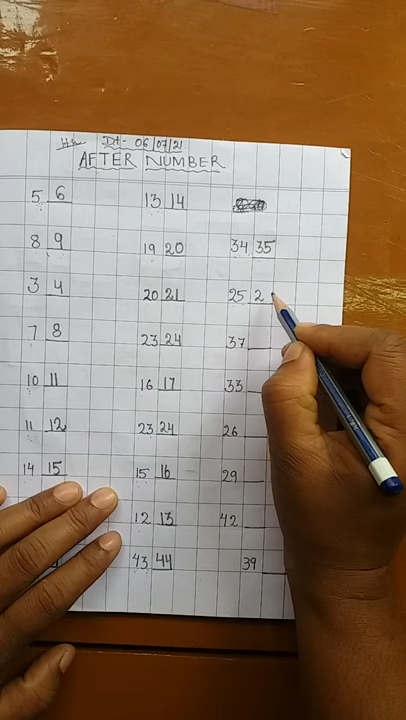 Hw Dt- 06/07/21
AFTER NUMBER
5 6 13 14
8 9 19 20 34 35
3 4 20 21 25 2
7 8 23 24 37
10 11 16 17 33
11 12 23 24 26
14 15 15 16 29
12 13 42
43 44 39